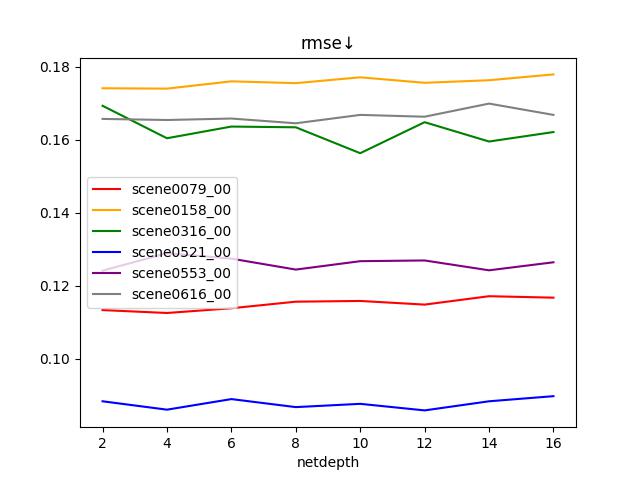 rmse↓
0.18
0.16
0.14
0.12
0.10
scene0079_00
scene0158_00
scene0316_00
scene0521_00
scene0553_00
scene0616_00
2 4 6 8 10 12 14 16
netdepth